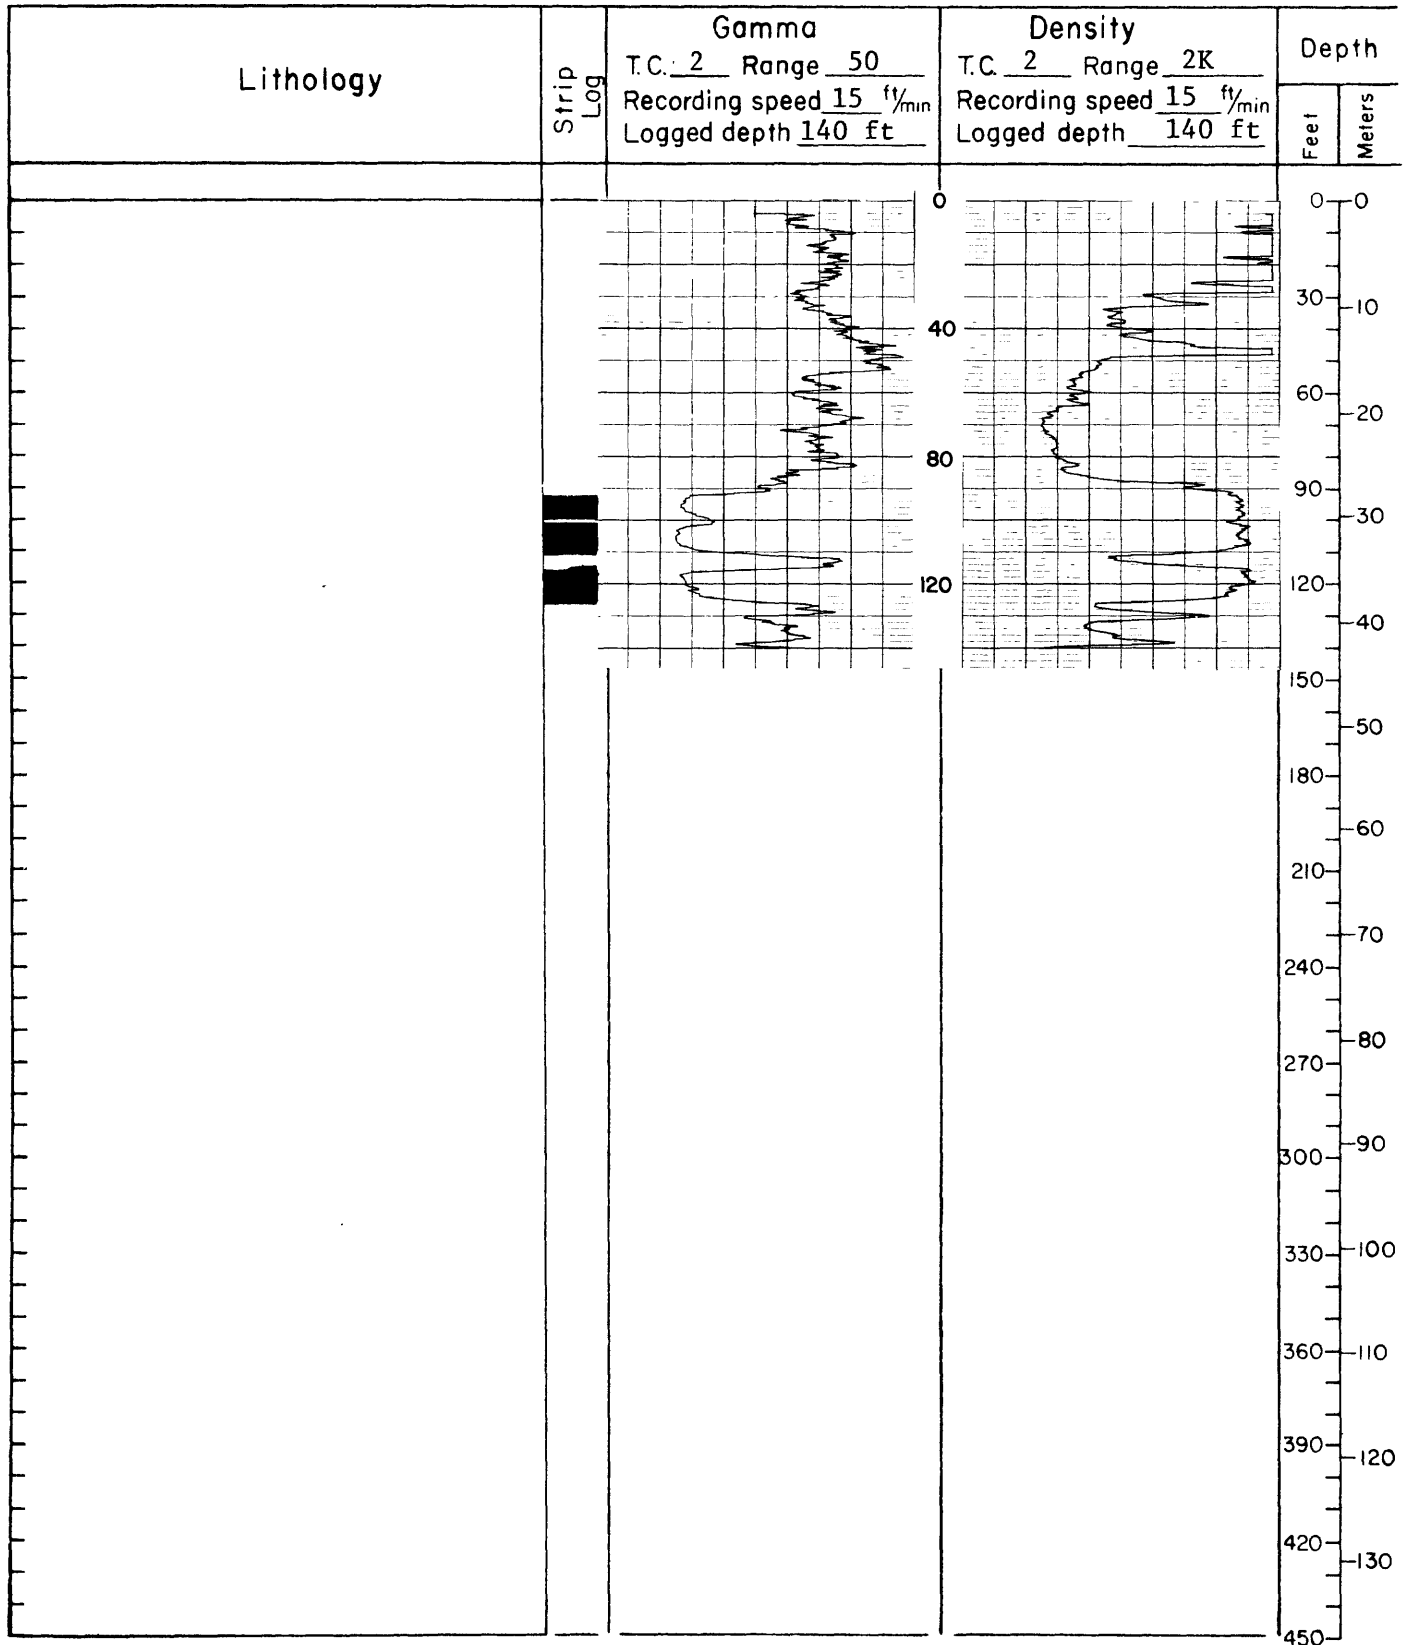 Lithology
Strip Log
Gamma
T.C. 2 Range 50
Recording speed 15 ft/min
Logged depth 140 ft
Density
T.C. 2 Range 2K
Recording speed 15 ft/min
Logged depth 140 ft
Depth
Feet
Meters
0
40
80
120
0
30
60
90
120
150
180
210
240
270
300
330
360
390
420
450
0
10
20
30
40
50
60
70
80
90
100
110
120
130